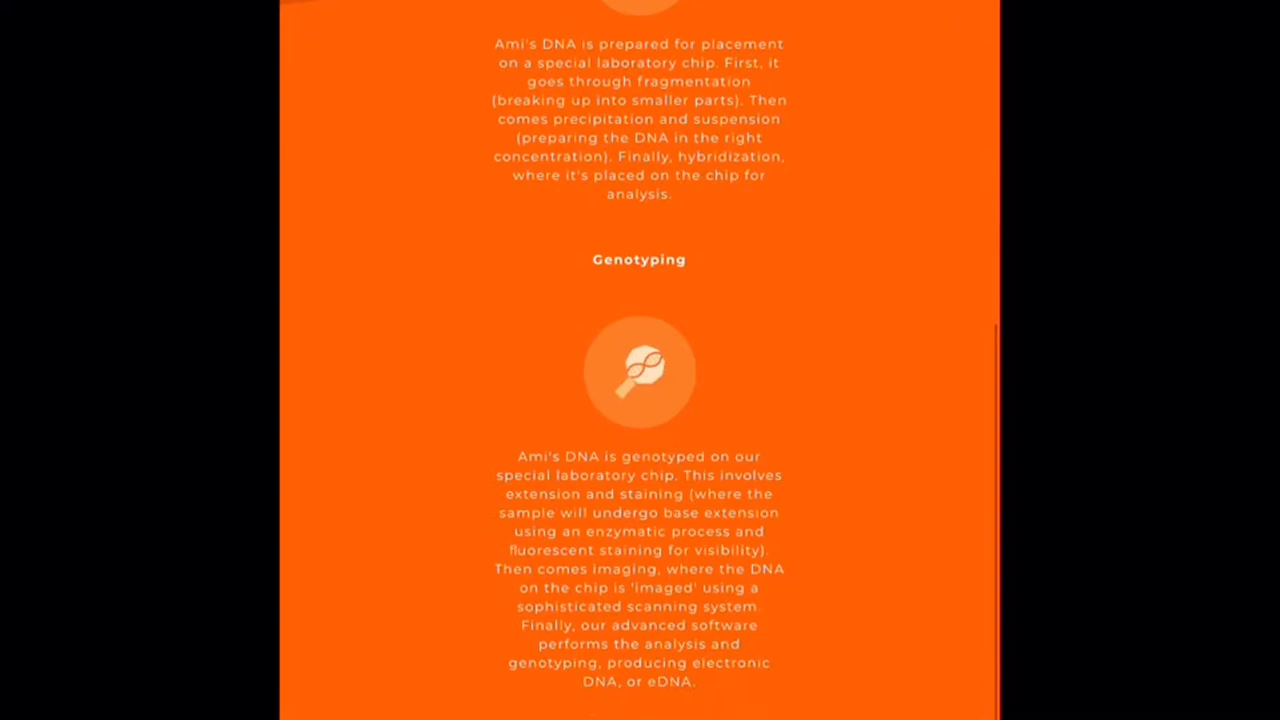 Ami's DNA is prepared for placement
on a special laboratory chip. First, it
goes through fragmentation
(breaking up into smaller parts). Then
comes precipitation and suspension
(preparing the DNA in the right
concentration). Finally, hybridization,
where it's placed on the chip for
analysis.
Genotyping
Ami's DNA is genotyped on our
special laboratory chip. This involves
extension and staining (where the
sample will undergo base extension
using an enzymatic process and
fluorescent staining for visibility).
Then comes imaging, where the DNA
on the chip is 'imaged' using a
sophisticated scanning system.
Finally, our advanced software
performs the analysis and
genotyping, producing electronic
DNA, or eDNA.